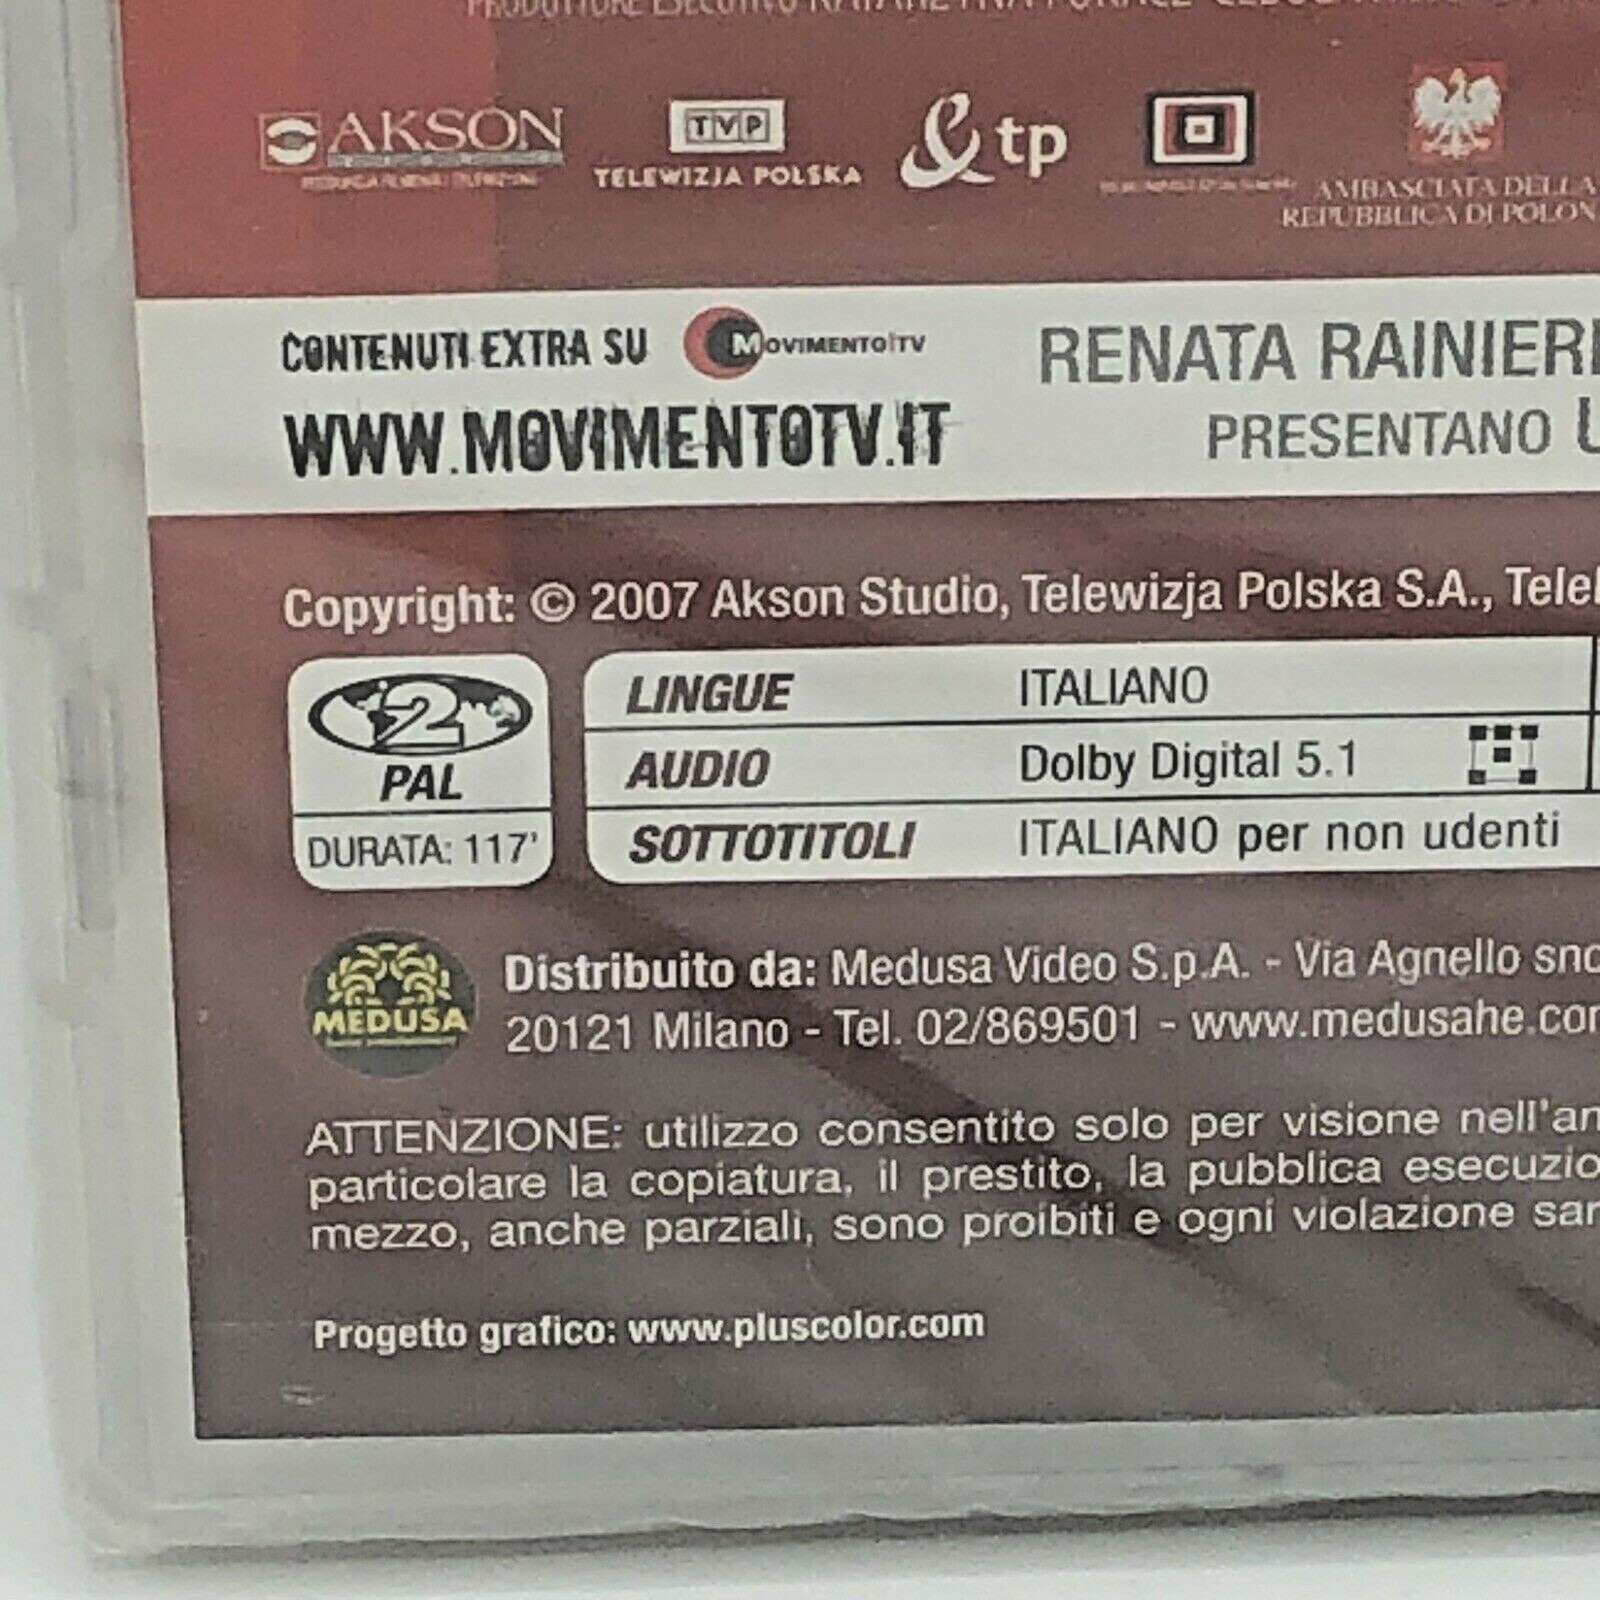 PRODUTTORE ESECUTIVO
AKSON
TVP
TELEWIZJA POLSKA
tp
AMBASCIATA DELLA
REPUBBLICA DI POLON
CONTENUTI EXTRA SU MOVIMENTO!TV
WWW.MOVIMENTOTV.IT
RENATA RAINIERI
PRESENTANO U
Copyright: © 2007 Akson Studio, Telewizja Polska S.A., Tele
2
PAL
DURATA: 117'
LINGUE ITALIANO
AUDIO Dolby Digital 5.1
SOTTOTITOLI ITALIANO per non udenti
MEDUSA
Distribuito da: Medusa Video S.p.A. - Via Agnello snc
20121 Milano - Tel. 02/869501 - www.medusahe.com
ATTENZIONE: utilizzo consentito solo per visione nell'am
particolare la copiatura, il prestito, la pubblica esecuzio
mezzo, anche parziali, sono proibiti e ogni violazione sar
Progetto grafico: www.pluscolor.com